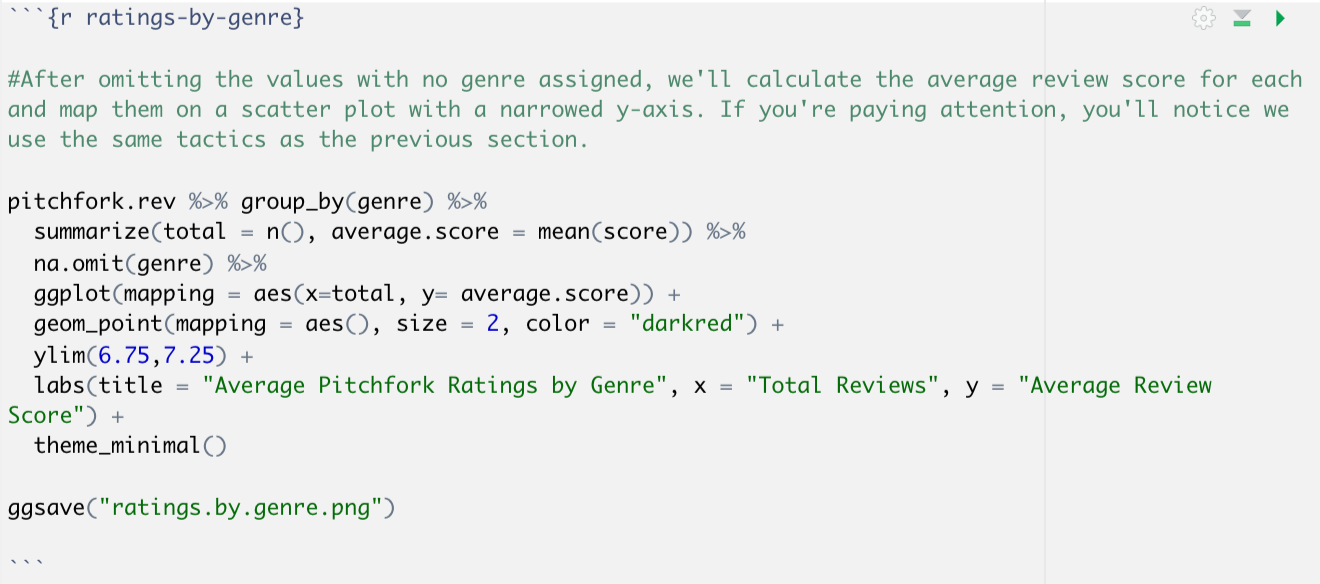 ```{r ratings-by-genre}
#After omitting the values with no genre assigned, we'll calculate the average review score for each
and map them on a scatter plot with a narrowed y-axis. If you're paying attention, you'll notice we
use the same tactics as the previous section.
pitchfork.rev %>% group_by(genre) %>%
  summarize(total = n(), average.score = mean(score)) %>%
  na.omit(genre) %>%
  ggplot(mapping = aes(x=total, y= average.score)) +
  geom_point(mapping = aes(), size = 2, color = "darkred") +
  ylim(6.75,7.25) +
  labs(title = "Average Pitchfork Ratings by Genre", x = "Total Reviews", y = "Average Review
Score") +
  theme_minimal()
ggsave("ratings.by.genre.png")
```